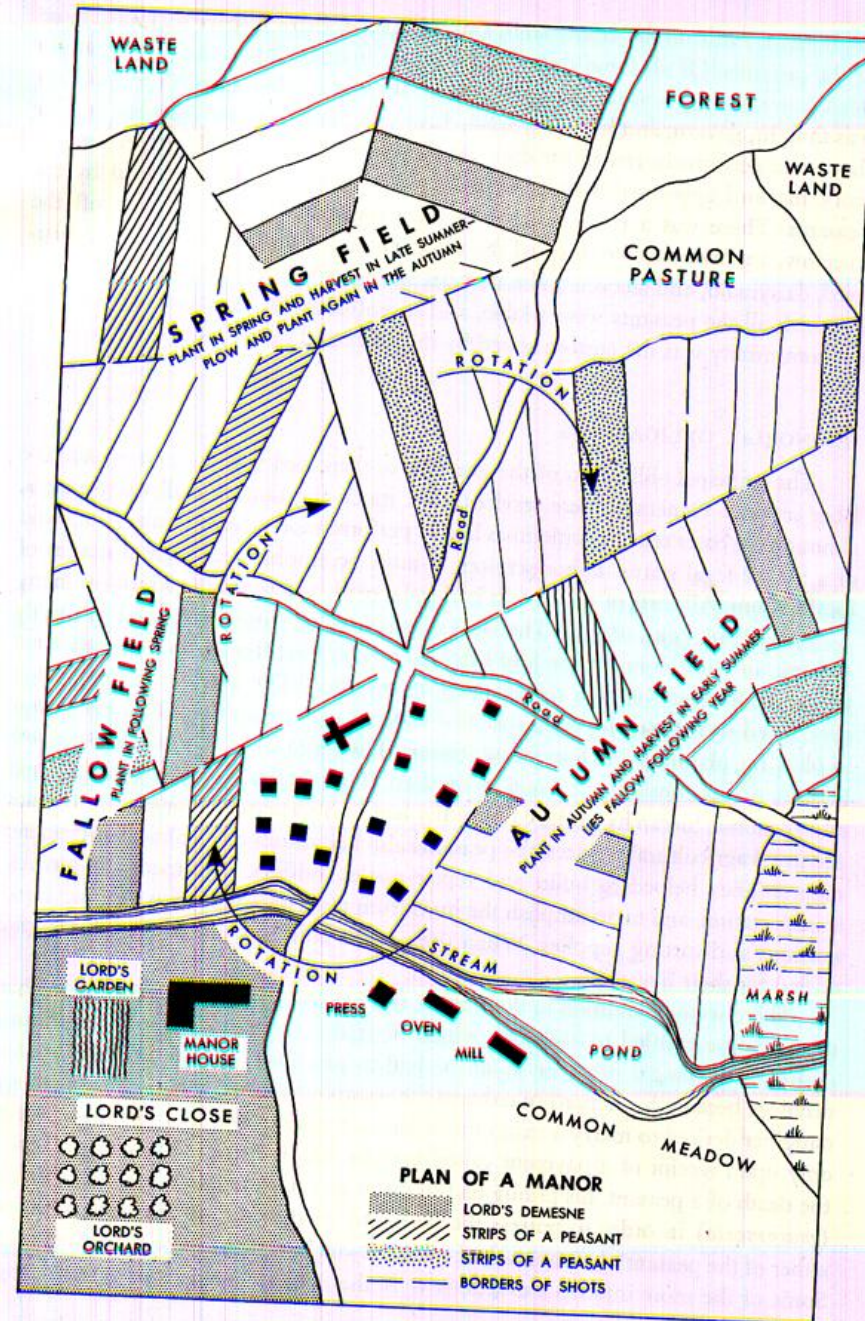 WASTE
LAND
FOREST
WASTE
LAND
COMMON
PASTURE
SPRING FIELD
PLANT IN SPRING AND HARVEST IN LATE SUMMER–
PLOW AND PLANT AGAIN IN THE AUTUMN
ROTATION
ROTATION
Road
FALLOW FIELD
PLANT IN FOLLOWING SPRING
Road
AUTUMN FIELD
PLANT IN AUTUMN AND HARVEST IN EARLY SUMMER–
LIES FALLOW FOLLOWING YEAR
ROTATION
STREAM
LORD'S
GARDEN
MANOR
HOUSE
PRESS
OVEN
MILL
POND
MARSH
LORD'S CLOSE
COMMON
MEADOW
LORD'S
ORCHARD
PLAN OF A MANOR
LORD'S DEMESNE
STRIPS OF A PEASANT
STRIPS OF A PEASANT
BORDERS OF SHOTS